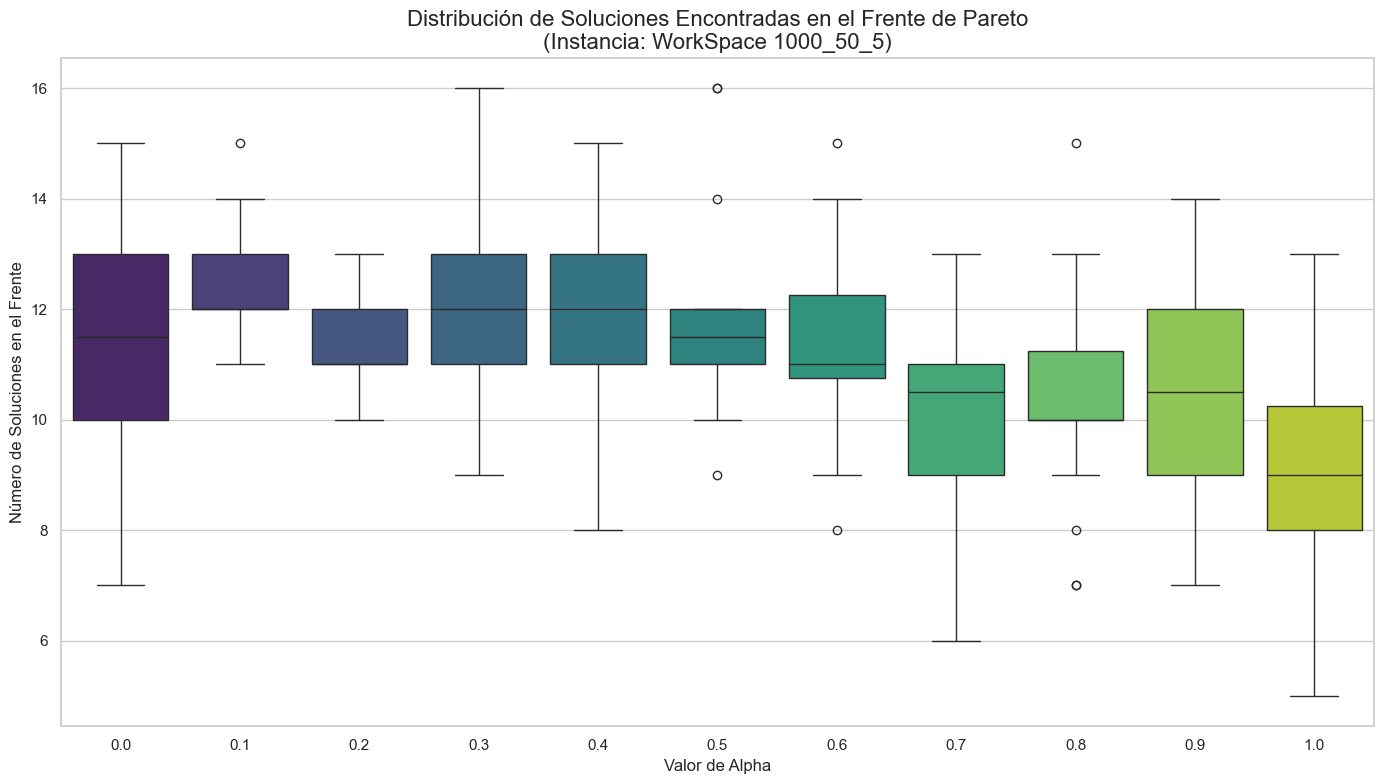 Distribución de Soluciones Encontradas en el Frente de Pareto
(Instancia: WorkSpace 1000_50_5)
Número de Soluciones en el Frente
16
14
12
10
8
6
0.0 0.1 0.2 0.3 0.4 0.5 0.6 0.7 0.8 0.9 1.0
Valor de Alpha